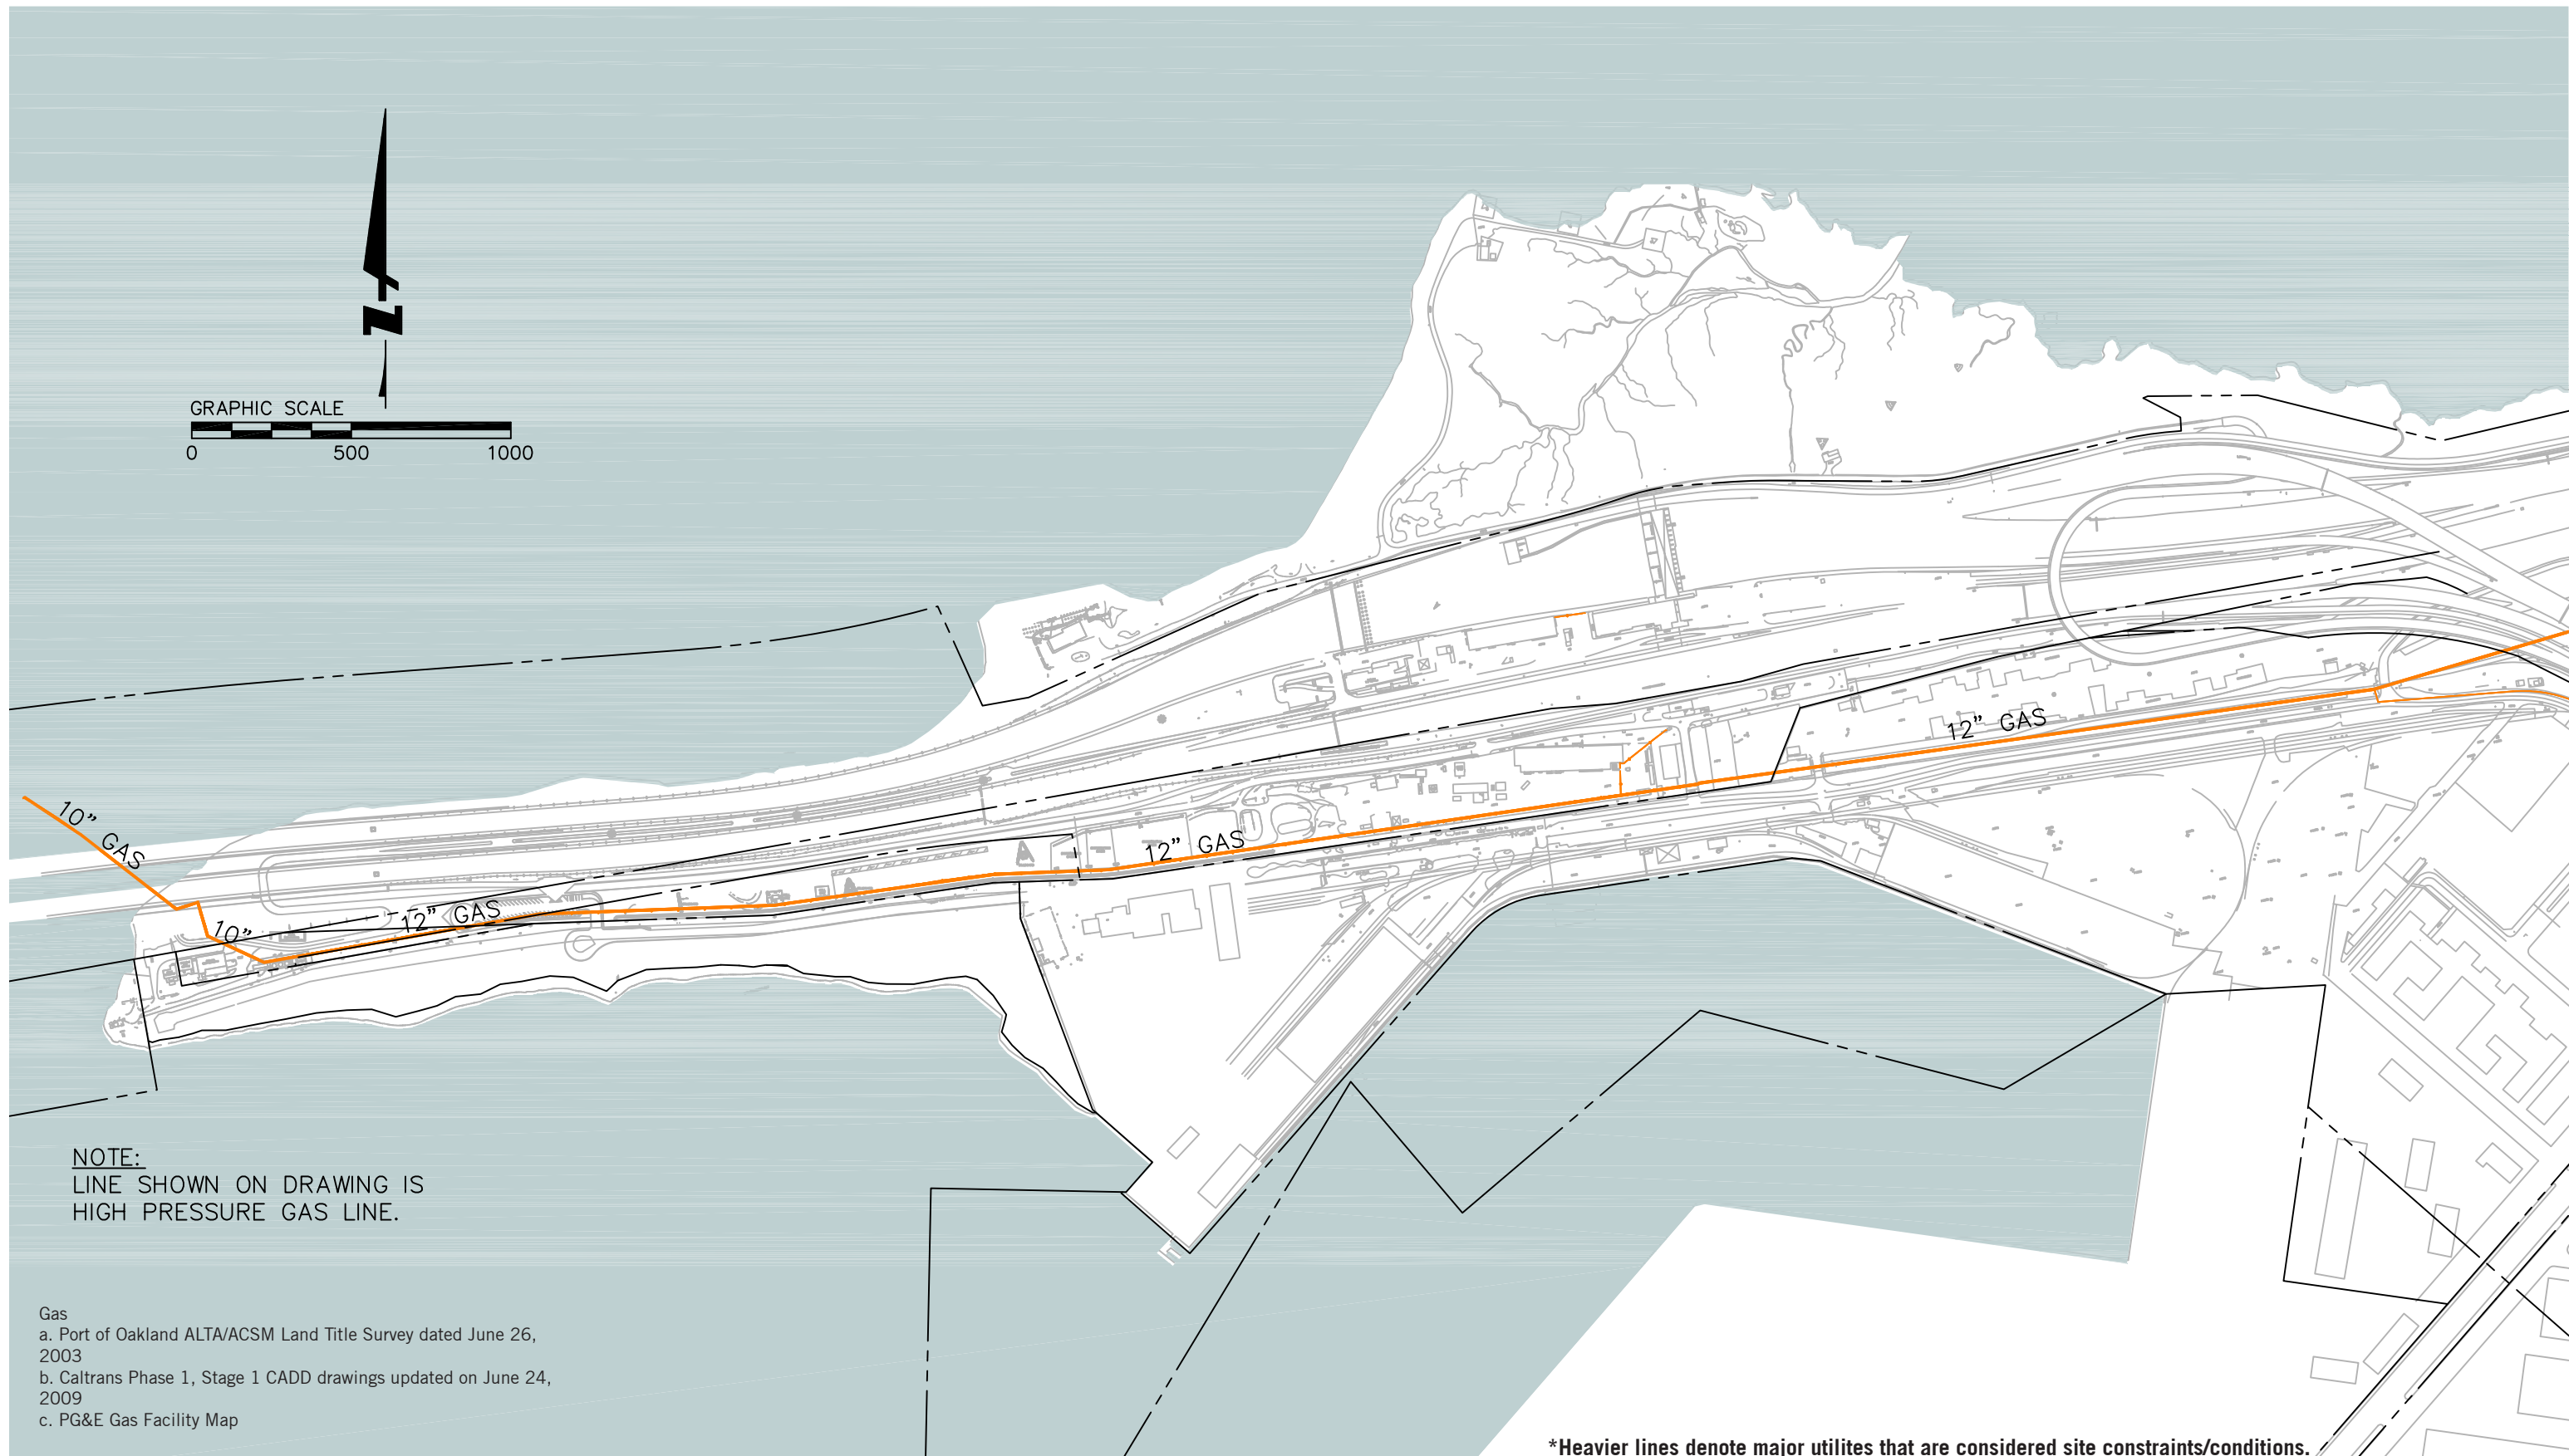 N
GRAPHIC SCALE
0 500 1000
10” GAS
10”
12” GAS
12” GAS
12” GAS
NOTE:
LINE SHOWN ON DRAWING IS
HIGH PRESSURE GAS LINE.
Gas
a. Port of Oakland ALTA/ACSM Land Title Survey dated June 26,
2003
b. Caltrans Phase 1, Stage 1 CADD drawings updated on June 24,
2009
c. PG&E Gas Facility Map
*Heavier lines denote major utilites that are considered site constraints/conditions.